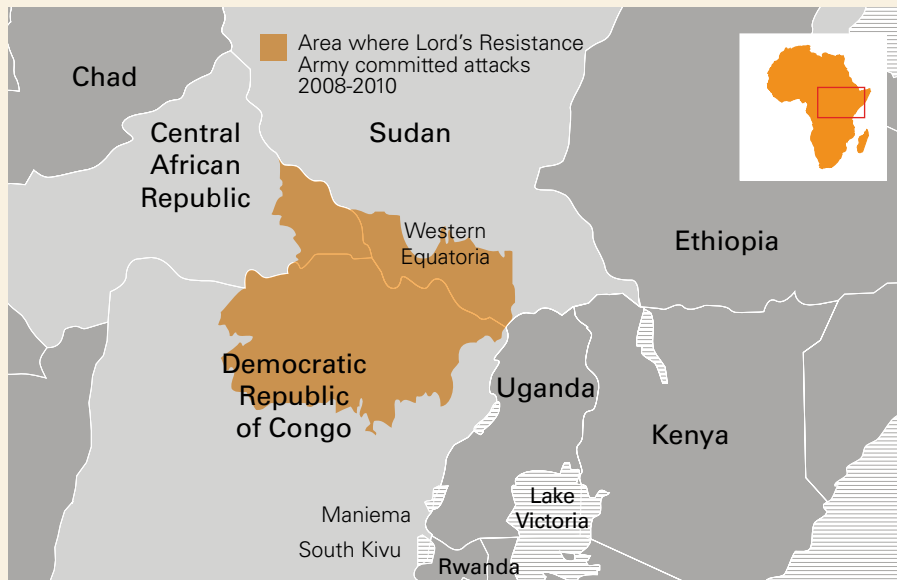 Area where Lord's Resistance
Army committed attacks
2008-2010
Chad
Central
African
Republic
Sudan
Western
Equatoria
Ethiopia
Democratic
Republic
of Congo
Uganda
Kenya
Maniema
South Kivu
Lake
Victoria
Rwanda